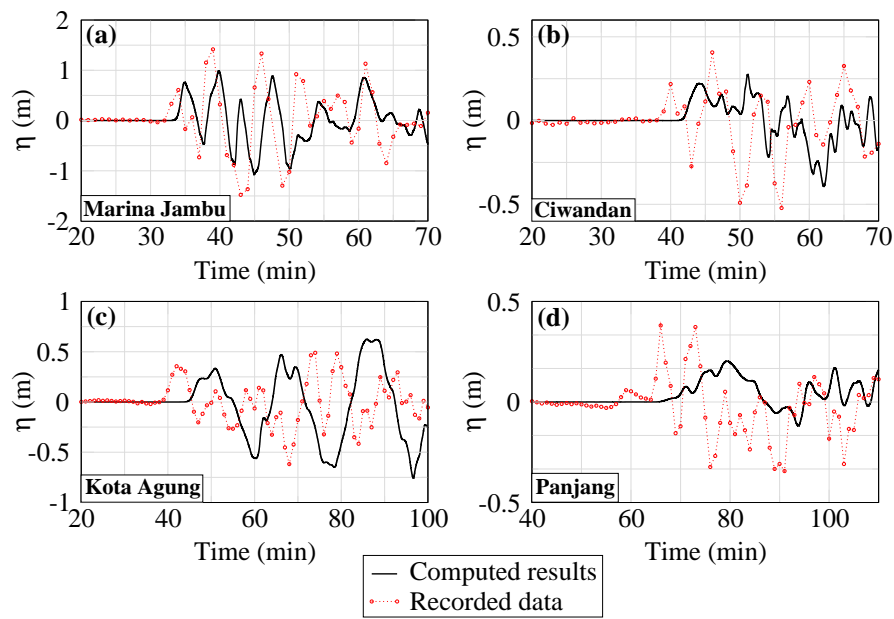 (a)
2
1
0
-1
-2
η (m)
Marina Jambu
20 30 40 50 60 70
Time (min)
(b)
0.5
0
-0.5
η (m)
Ciwandan
20 30 40 50 60 70
Time (min)
(c)
1
0.5
0
-0.5
-1
η (m)
Kota Agung
20 40 60 80 100
Time (min)
(d)
0.5
0
-0.5
η (m)
Panjang
40 60 80 100
Time (min)
Computed results
Recorded data